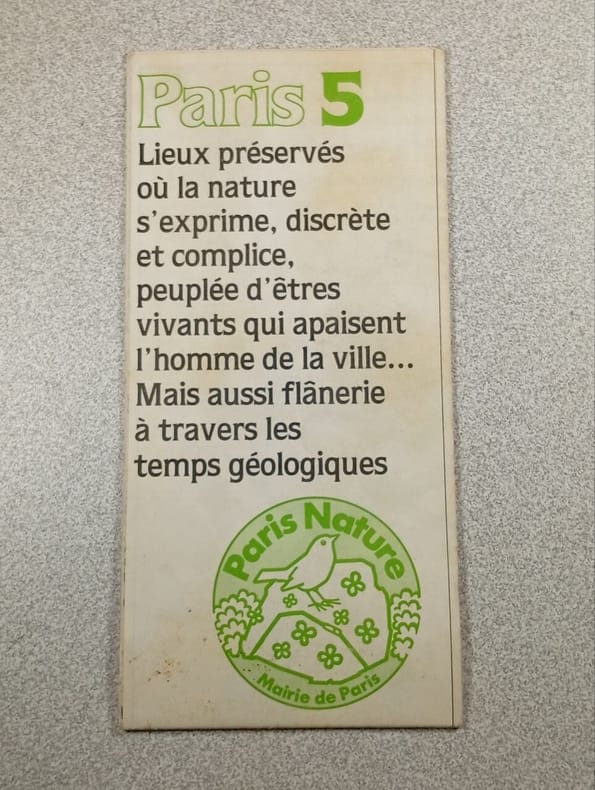 Paris 5
Lieux préservés
où la nature
s'exprime, discrète
et complice,
peuplée d'êtres
vivants qui apaisent
l'homme de la ville...
Mais aussi flânerie
à travers les
temps géologiques
Paris Nature
Mairie de Paris